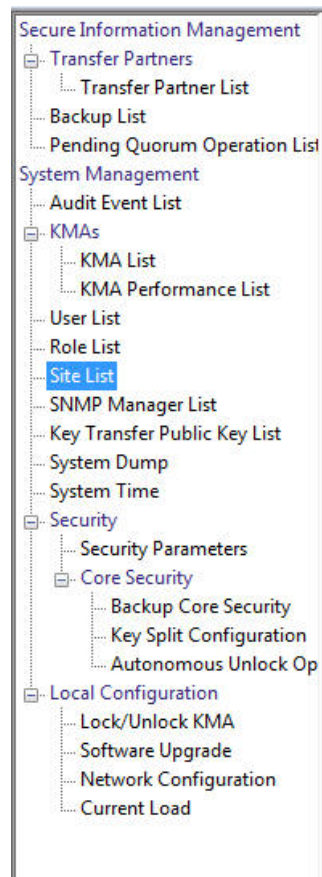 Secure Information Management
Transfer Partners
Transfer Partner List
Backup List
Pending Quorum Operation List
System Management
Audit Event List
KMAs
KMA List
KMA Performance List
User List
Role List
Site List
SNMP Manager List
Key Transfer Public Key List
System Dump
System Time
Security
Security Parameters
Core Security
Backup Core Security
Key Split Configuration
Autonomous Unlock Op
Local Configuration
Lock/Unlock KMA
Software Upgrade
Network Configuration
Current Load